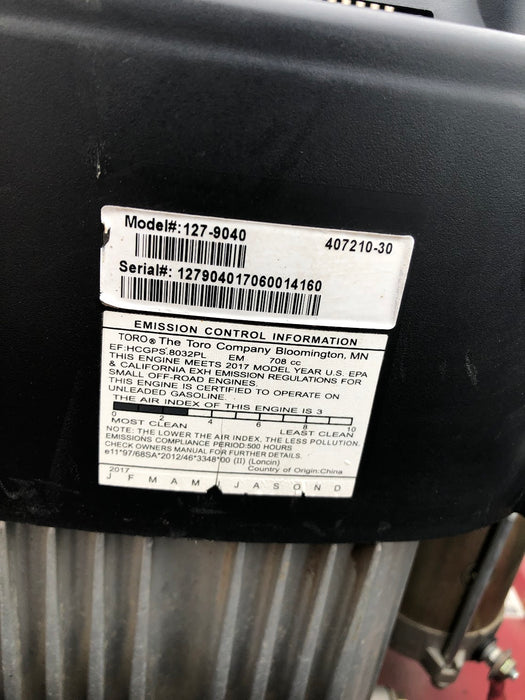 Model#: 127-9040
407210-30
Serial#: 127904017060014160
EMISSION CONTROL INFORMATION
TORO® The Toro Company Bloomington, MN
EF:HCGPS.8032PL EM 708 cc
THIS ENGINE MEETS 2017 MODEL YEAR U.S. EPA
& CALIFORNIA EXH EMISSION REGULATIONS FOR
SMALL OFF-ROAD ENGINES.
THIS ENGINE IS CERTIFIED TO OPERATE ON
UNLEADED GASOLINE.
THE AIR INDEX OF THIS ENGINE IS 3
0 2 4 6 8 10
MOST CLEAN LEAST CLEAN
NOTE: THE LOWER THE AIR INDEX, THE LESS POLLUTION.
EMISSIONS COMPLIANCE PERIOD:500 HOURS
CHECK OWNERS MANUAL FOR FURTHER DETAILS.
e11*97/68SA*2012/46*3348*00 (II) (Loncin)
Country of Origin:China
2017
J F M A M J J A S O N D